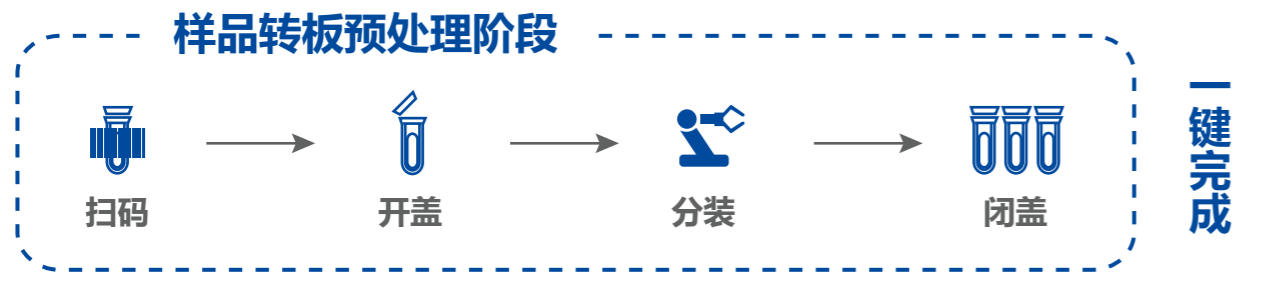 样品转板预处理阶段
扫码
开盖
分装
闭盖
一键完成